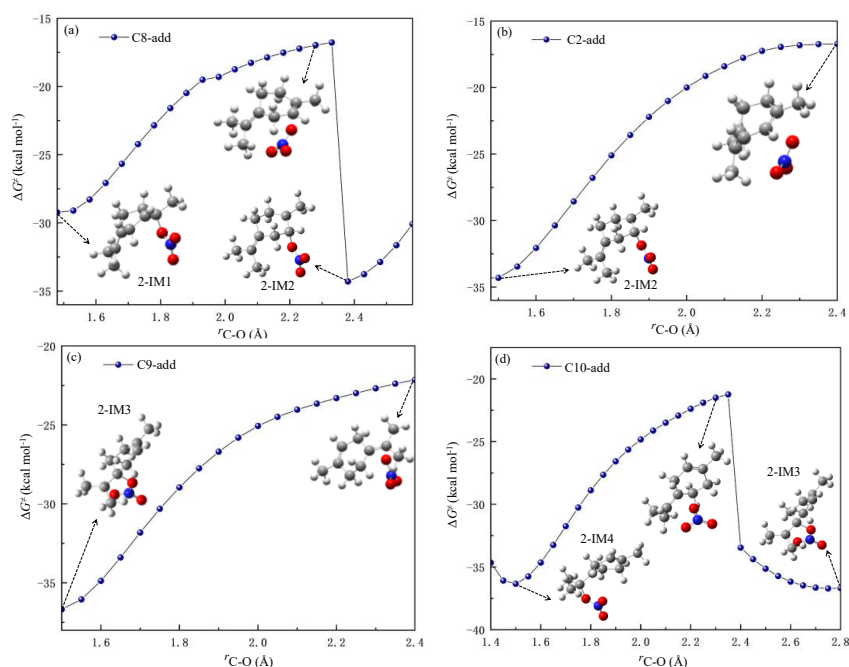 (a)
C8-add
-15
-20
-25
-30
-35
ΔG≠ (kcal mol-1)
2-IM1
2-IM2
1.6
1.8
2.0
2.2
2.4
rC-O (Å)
(b)
C2-add
-15
-20
-25
-30
-35
ΔG≠ (kcal mol-1)
2-IM2
1.6
1.8
2.0
2.2
2.4
rC-O (Å)
(c)
C9-add
-20
-25
-30
-35
ΔG≠ (kcal mol-1)
2-IM3
1.6
1.8
2.0
2.2
2.4
rC-O (Å)
(d)
C10-add
-20
-25
-30
-35
-40
ΔG≠ (kcal mol-1)
2-IM3
2-IM4
1.4
1.6
1.8
2.0
2.2
2.4
2.6
2.8
rC-O (Å)